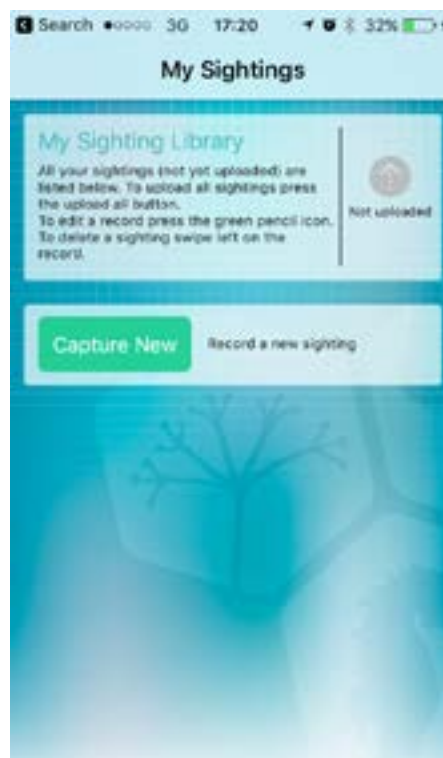 Search 3G 17:20 32%
My Sightings
My Sighting Library
All your sightings (not yet uploaded) are
listed below. To upload all sightings press
the upload all button.
To edit a record press the green pencil icon.
To delete a sighting swipe left on the
record.
Not uploaded
Capture New
Record a new sighting